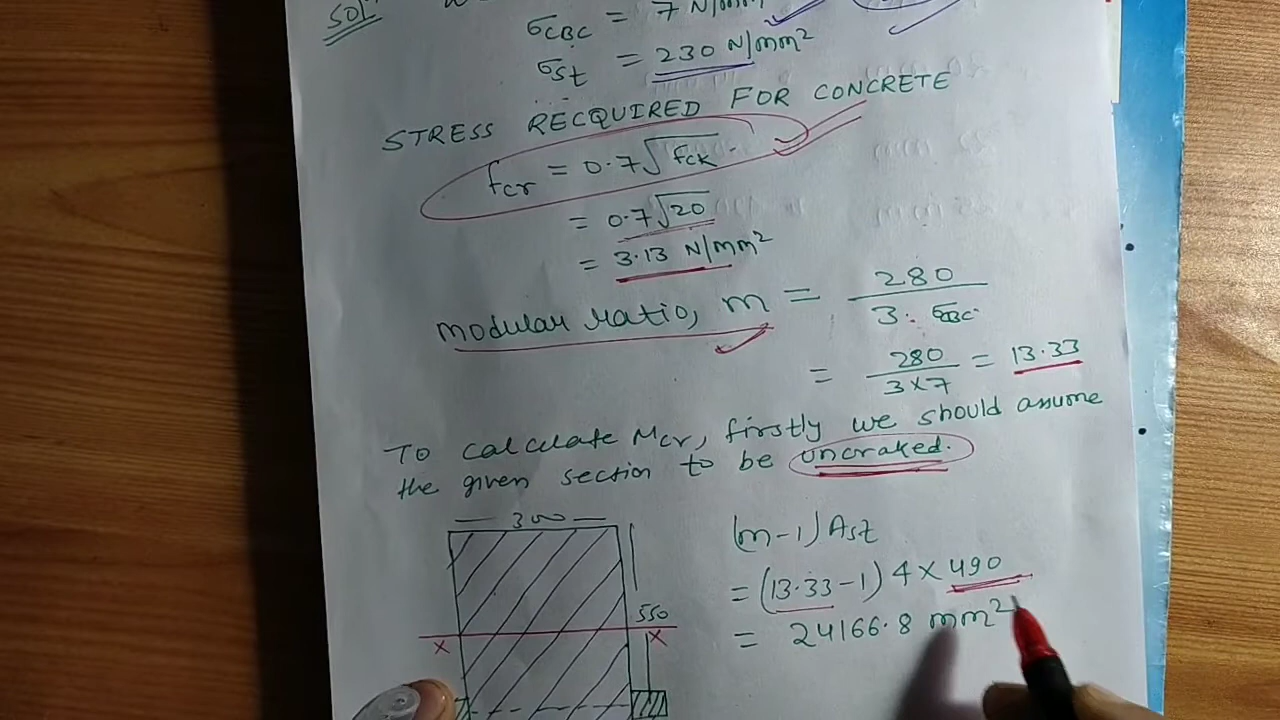 Sol.
σCBC = 7 N/mm²
σst = 230 N/mm²
STRESS RECQUIRED FOR CONCRETE
fcr = 0.7√fck.
= 0.7√20
= 3.13 N/mm²
modular ratio, m = 280 / 3. σCBC
= 280 / 3×7 = 13.33
To calculate Mcr, firstly we should assume
the given section to be uncraked.
300
(m-1) Ast
= (13.33-1) 4×490
= 24166.8 mm²
550
x x